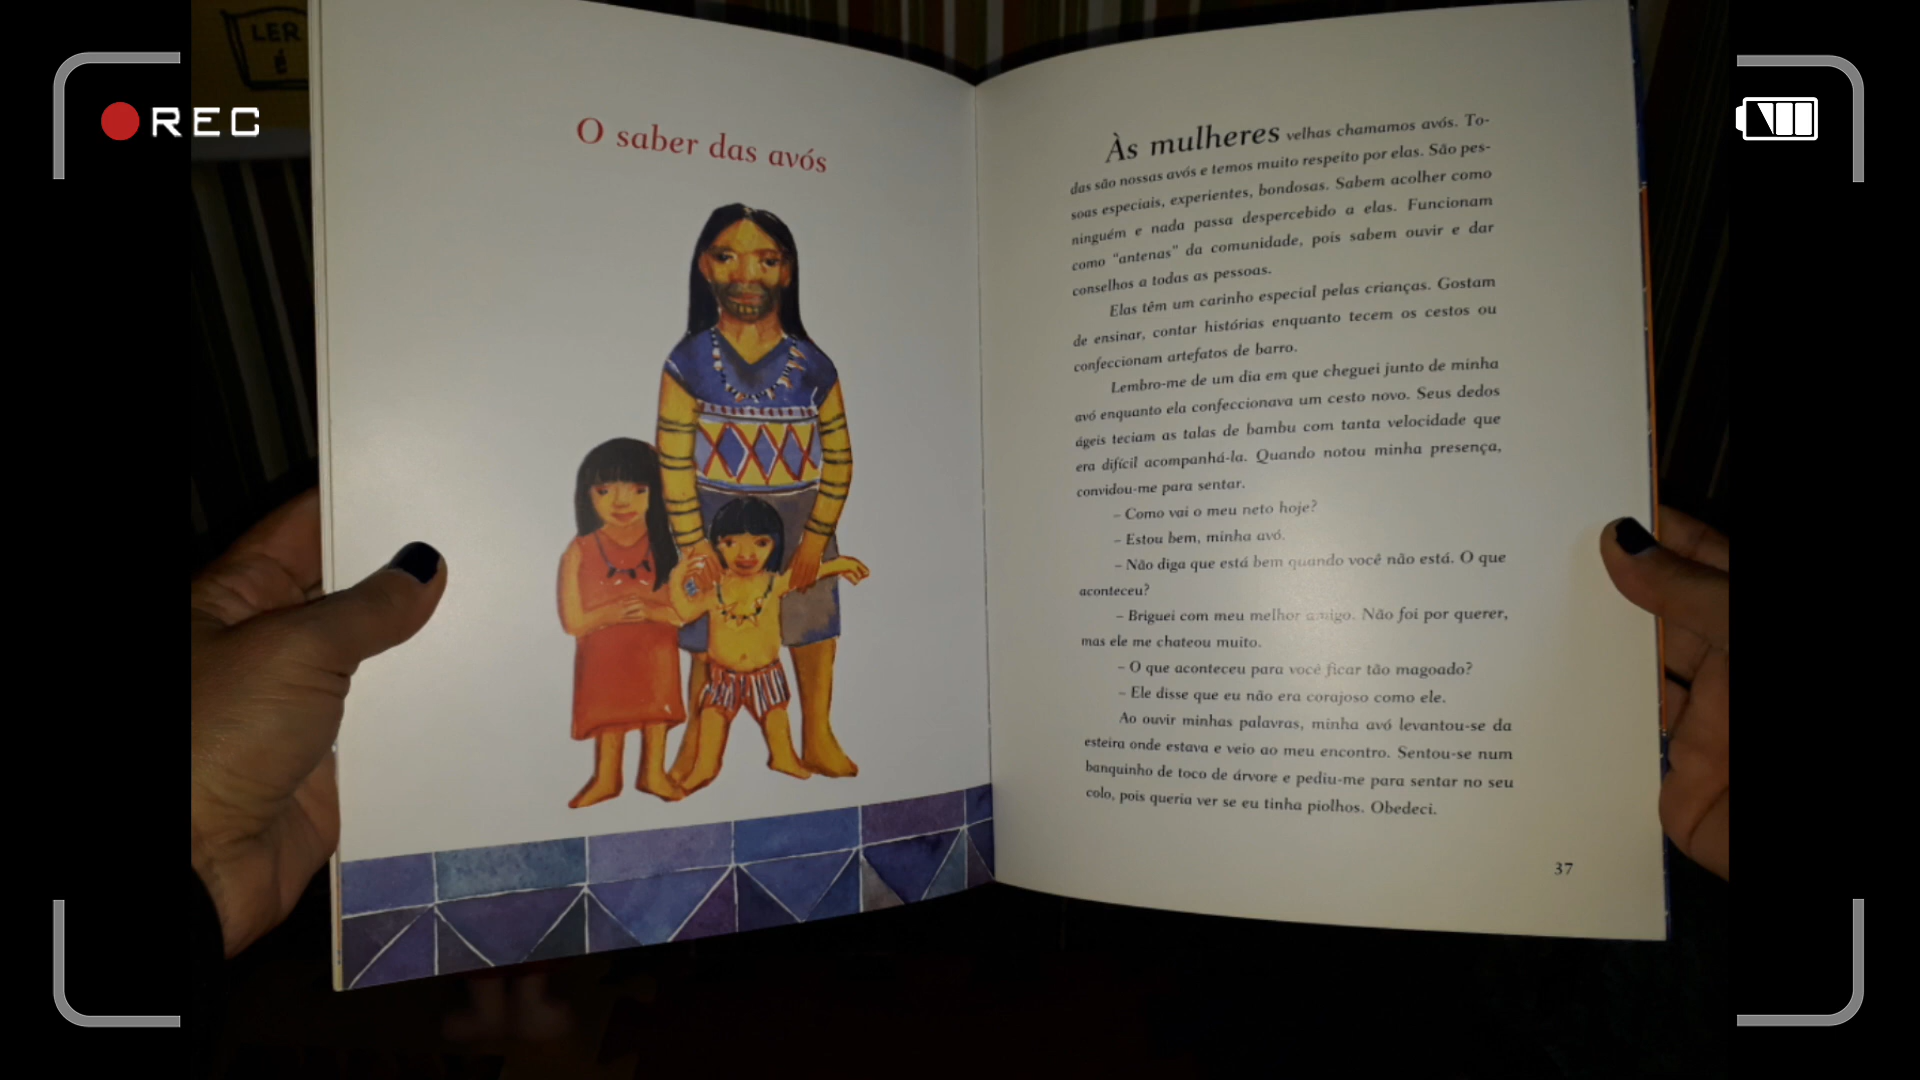 LER
é
REC
O saber das avós
Às mulheres velhas chamamos avós. To-
das são nossas avós e temos muito respeito por elas. São pes-
soas especiais, experientes, bondosas. Sabem acolher como
ninguém e nada passa despercebido a elas. Funcionam
como "antenas" da comunidade, pois sabem ouvir e dar
conselhos a todas as pessoas.
Elas têm um carinho especial pelas crianças. Gostam
de ensinar, contar histórias enquanto tecem os cestos ou
confeccionam artefatos de barro.
Lembro-me de um dia em que cheguei junto de minha
avó enquanto ela confeccionava um cesto novo. Seus dedos
ágeis teciam as talas de bambu com tanta velocidade que
era difícil acompanhá-la. Quando notou minha presença,
convidou-me para sentar.
– Como vai o meu neto hoje?
– Estou bem, minha avó.
– Não diga que está bem quando você não está. O que
aconteceu?
– Briguei com meu melhor amigo. Não foi por querer,
mas ele me chateou muito.
– O que aconteceu para você ficar tão magoado?
– Ele disse que eu não era corajoso como ele.
Ao ouvir minhas palavras, minha avó levantou-se da
esteira onde estava e veio ao meu encontro. Sentou-se num
banquinho de toco de árvore e pediu-me para sentar no seu
colo, pois queria ver se eu tinha piolhos. Obedeci.
37